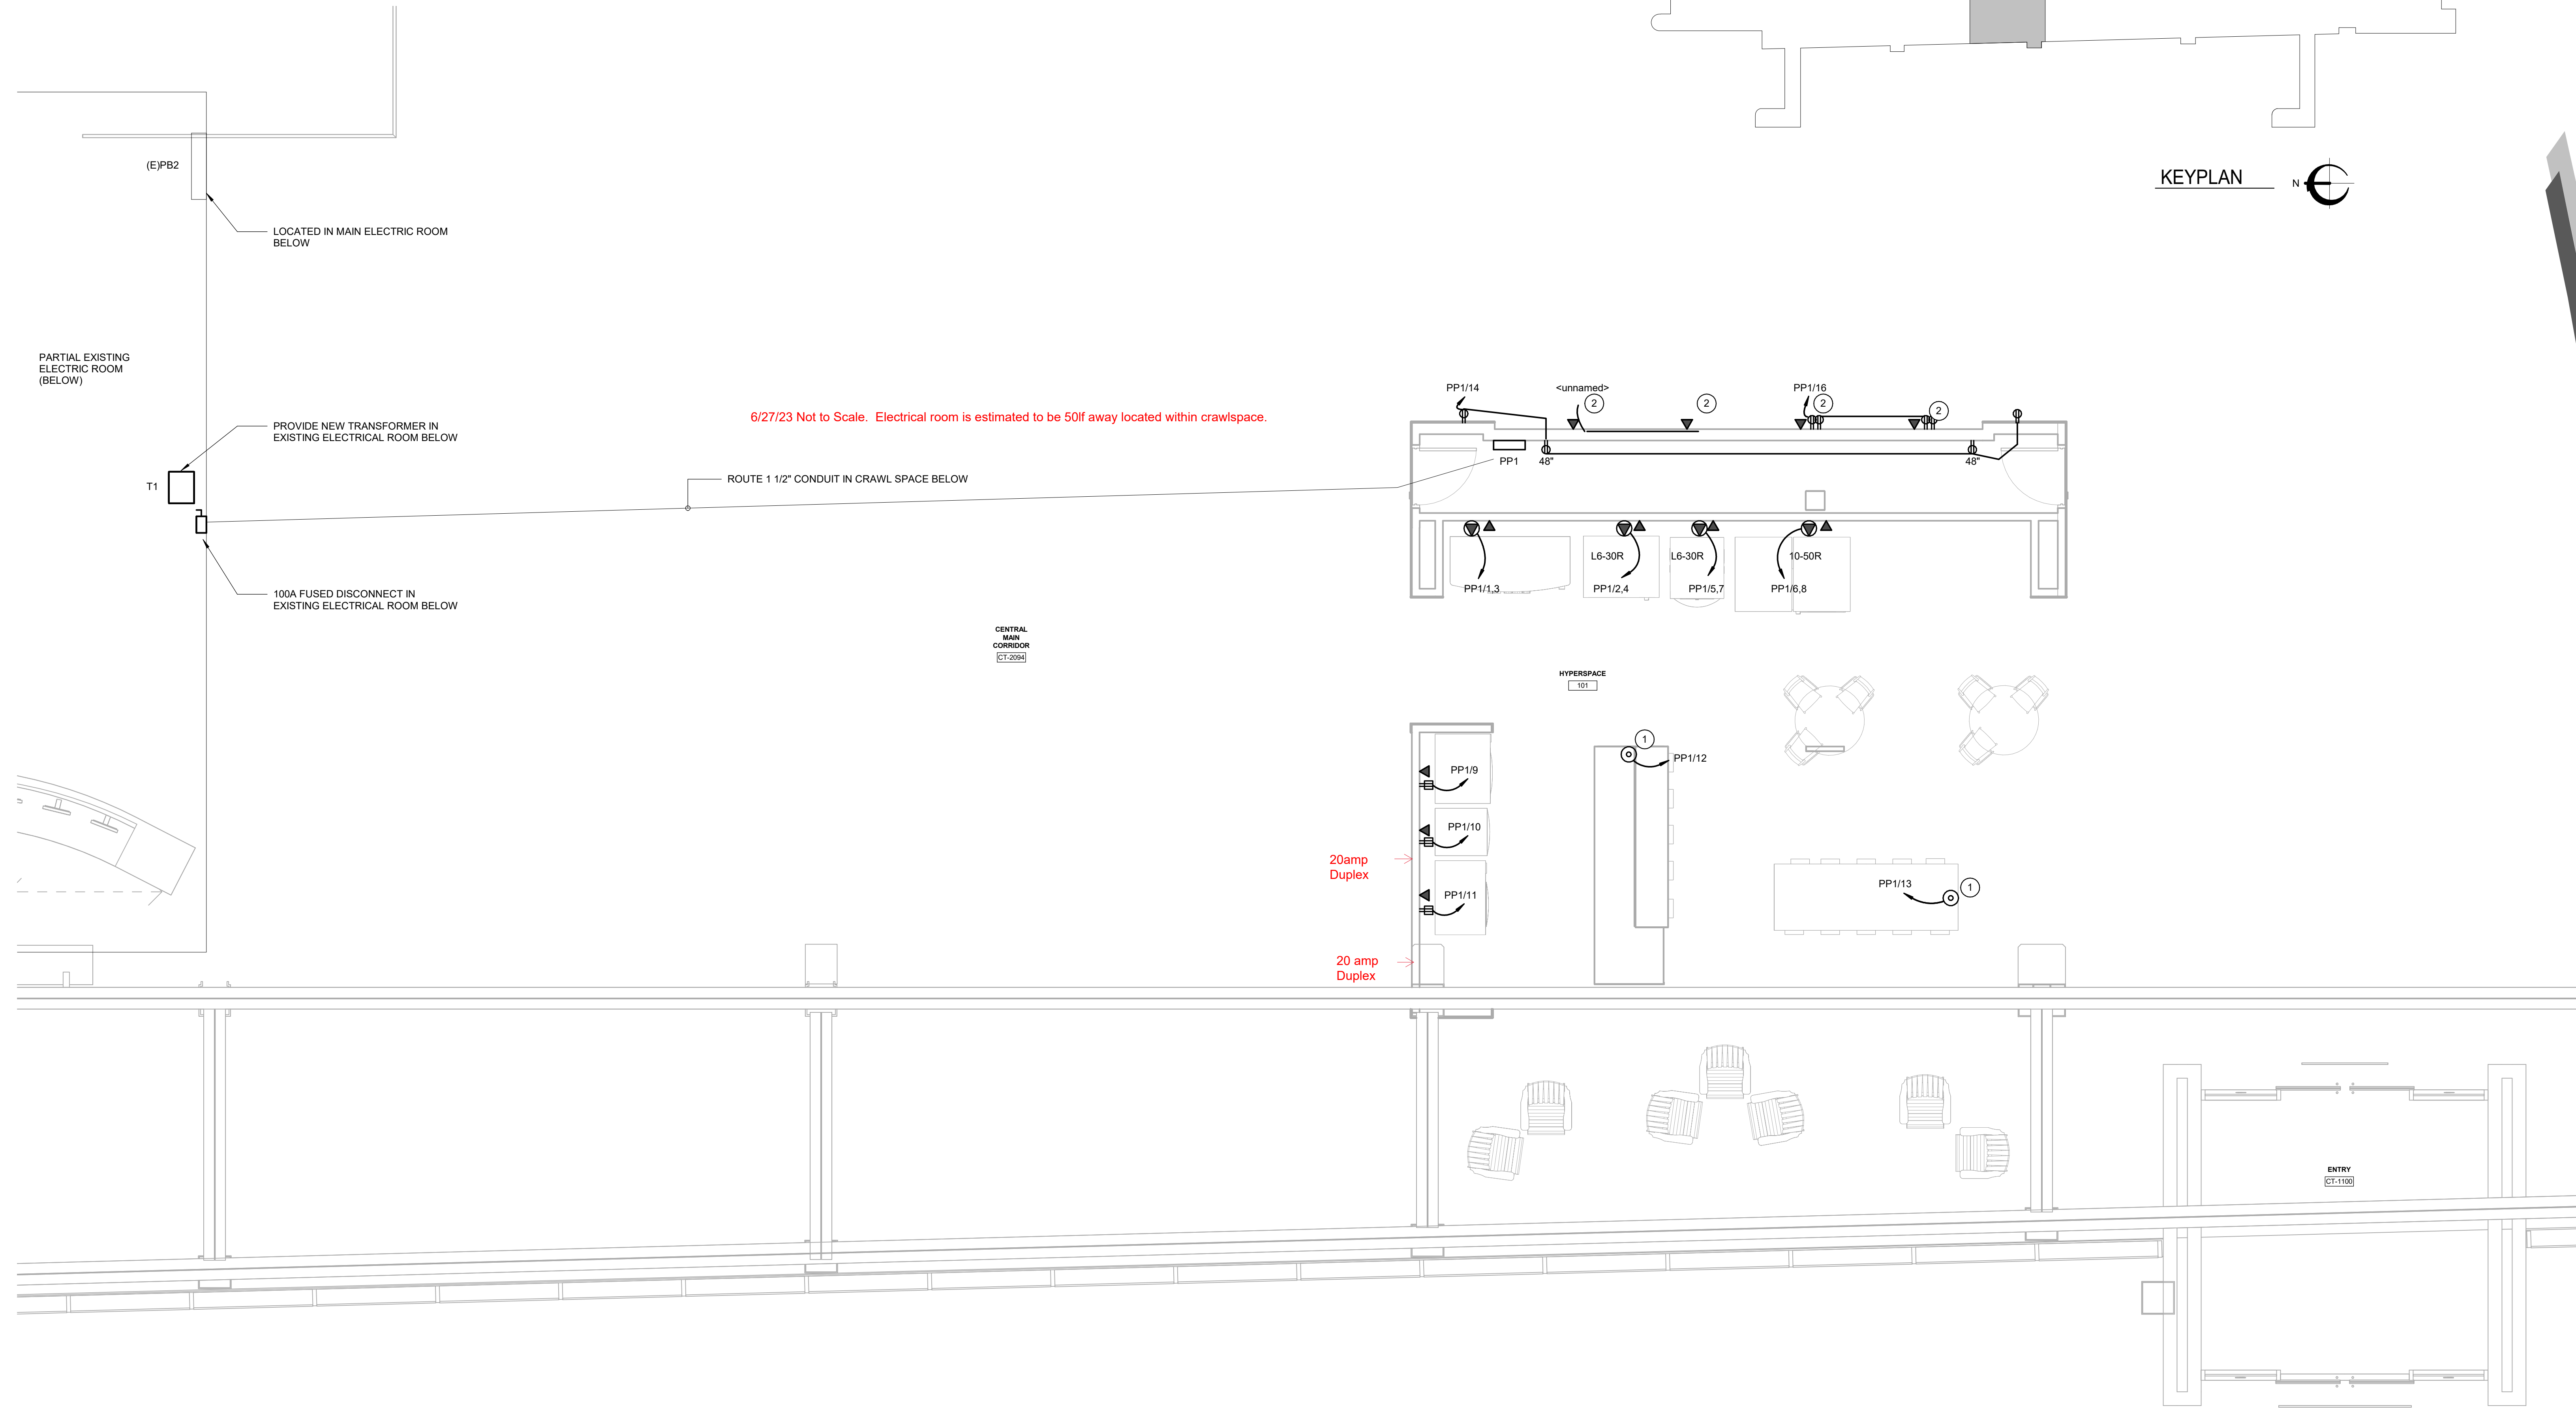 KEYPLAN
N
(E)PB2
LOCATED IN MAIN ELECTRIC ROOM
BELOW
PARTIAL EXISTING
ELECTRIC ROOM
(BELOW)
PROVIDE NEW TRANSFORMER IN
EXISTING ELECTRICAL ROOM BELOW
T1
100A FUSED DISCONNECT IN
EXISTING ELECTRICAL ROOM BELOW
6/27/23 Not to Scale. Electrical room is estimated to be 50lf away located within crawlspace.
ROUTE 1 1/2" CONDUIT IN CRAWL SPACE BELOW
PP1/14
<unnamed>
PP1/16
2
2
2
2
PP1
48"
48"
L6-30R
L6-30R
10-50R
PP1/1,3
PP1/2,4
PP1/5,7
PP1/6,8
CENTRAL
MAIN
CORRIDOR
CT-2094
HYPERSPACE
101
1
PP1/12
PP1/9
PP1/10
PP1/11
PP1/13
1
20amp
Duplex
20 amp
Duplex
ENTRY
CT-1100